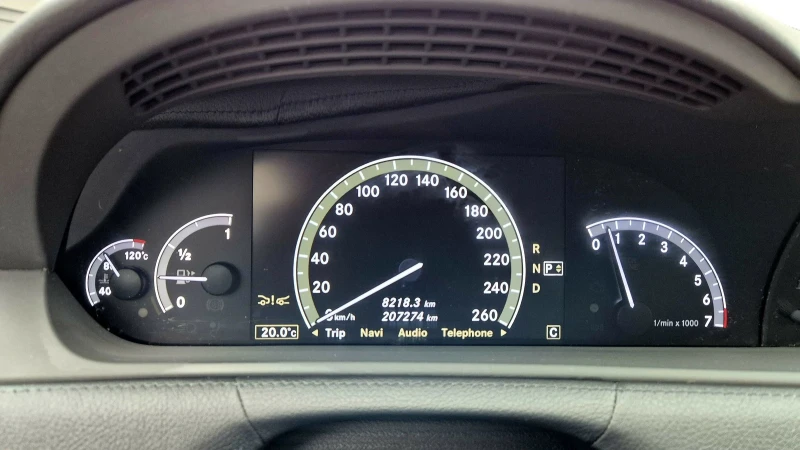 40
80
120°C
0
½
1
0
20
40
60
80
100
120
140
160
180
200
220
240
260
km/h
8218.3 km
207274 km
20.0°C
◄ Trip Navi Audio Telephone ►
C
R
N P
D
0 1 2 3 4 5 6 7
1/min x 1000